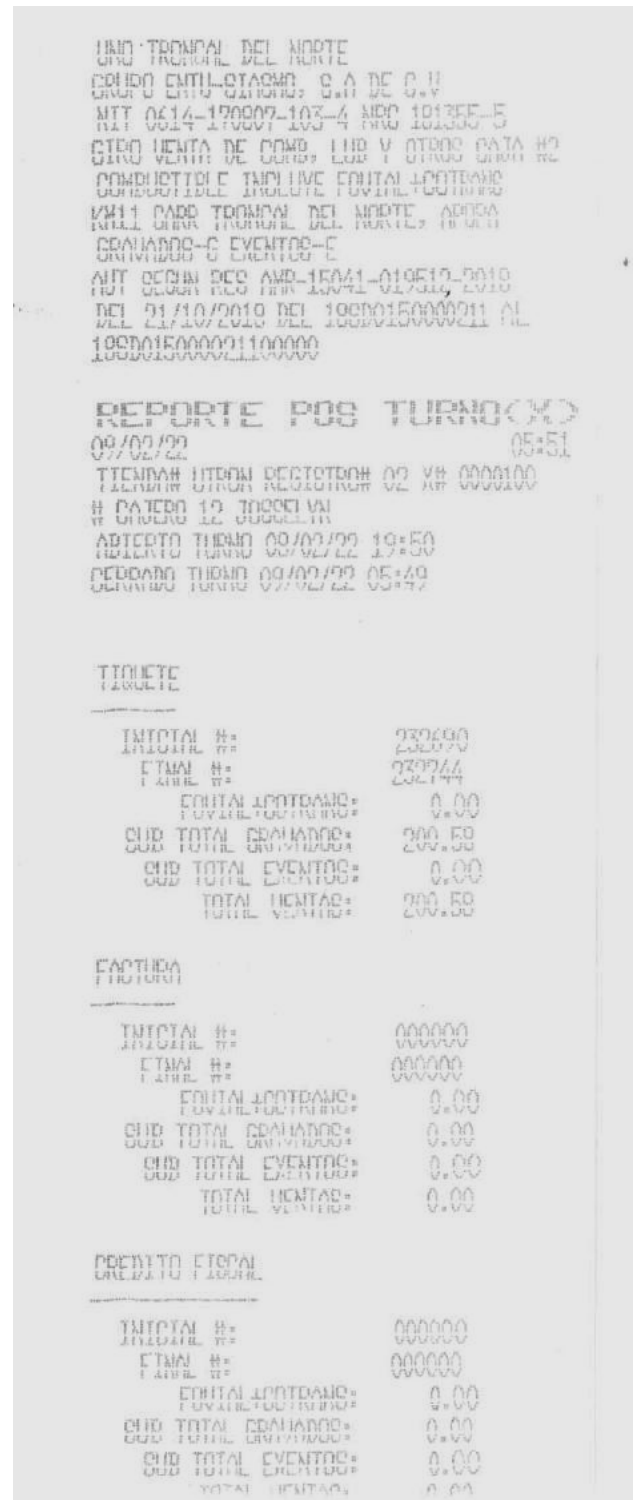 UNO TRONCAL DEL NORTE
GRUPO ENTU-SIASMO, S.A DE C.V
NIT 0614-170807-103-4 NRC 181355-5
GIRO VENTA DE COMB, LUB Y OTROS CAJA #2
COMBUSTIBLE INCLUYE FOVIAL+COTRANS
KM11 CARR TRONCAL DEL NORTE, APOPA
GRAVADOS-G EXENTOS-E
AUT SEGUN RES
DEL 21/10/2019 DEL AL
REPORTE POS TURNO(X)
09/02/22 05:51
TIENDA# UTRON REGISTRO# 02 X# 0000100
# CAJERO 12 JOSSELYN
ABIERTO TURNO 08/02/22 19:50
CERRADO TURNO 09/02/22 05:49
TIQUETE
INICIAL #: 232690
FINAL #: 232744
FOVIAL+COTRANS: 0.00
SUB TOTAL GRAVADOS: 200.58
SUB TOTAL EXENTOS: 0.00
TOTAL VENTAS: 200.58
FACTURA
INICIAL #: 000000
FINAL #: 000000
FOVIAL+COTRANS: 0.00
SUB TOTAL GRAVADOS: 0.00
SUB TOTAL EXENTOS: 0.00
TOTAL VENTAS: 0.00
CREDITO FISCAL
INICIAL #: 000000
FINAL #: 000000
FOVIAL+COTRANS: 0.00
SUB TOTAL GRAVADOS: 0.00
SUB TOTAL EXENTOS: 0.00
TOTAL VENTAS: 0.00